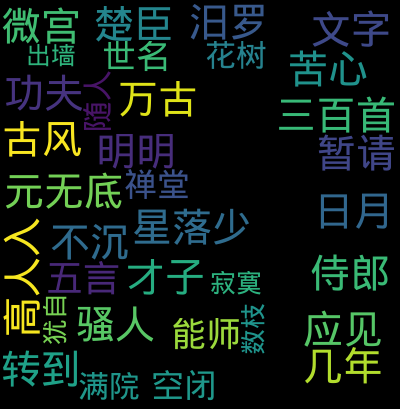 微宫 楚臣 汨罗 文字
出墙 世名 花树 苦心
功夫 随人 万古 三百首
古风 明明 暂请
元无底 禅堂 日月
高人人 不沉 星落少
五言 才子 寂寞 侍郎
犹自 骚人 能师 数枝 应见
转到 满院 空闭 几年